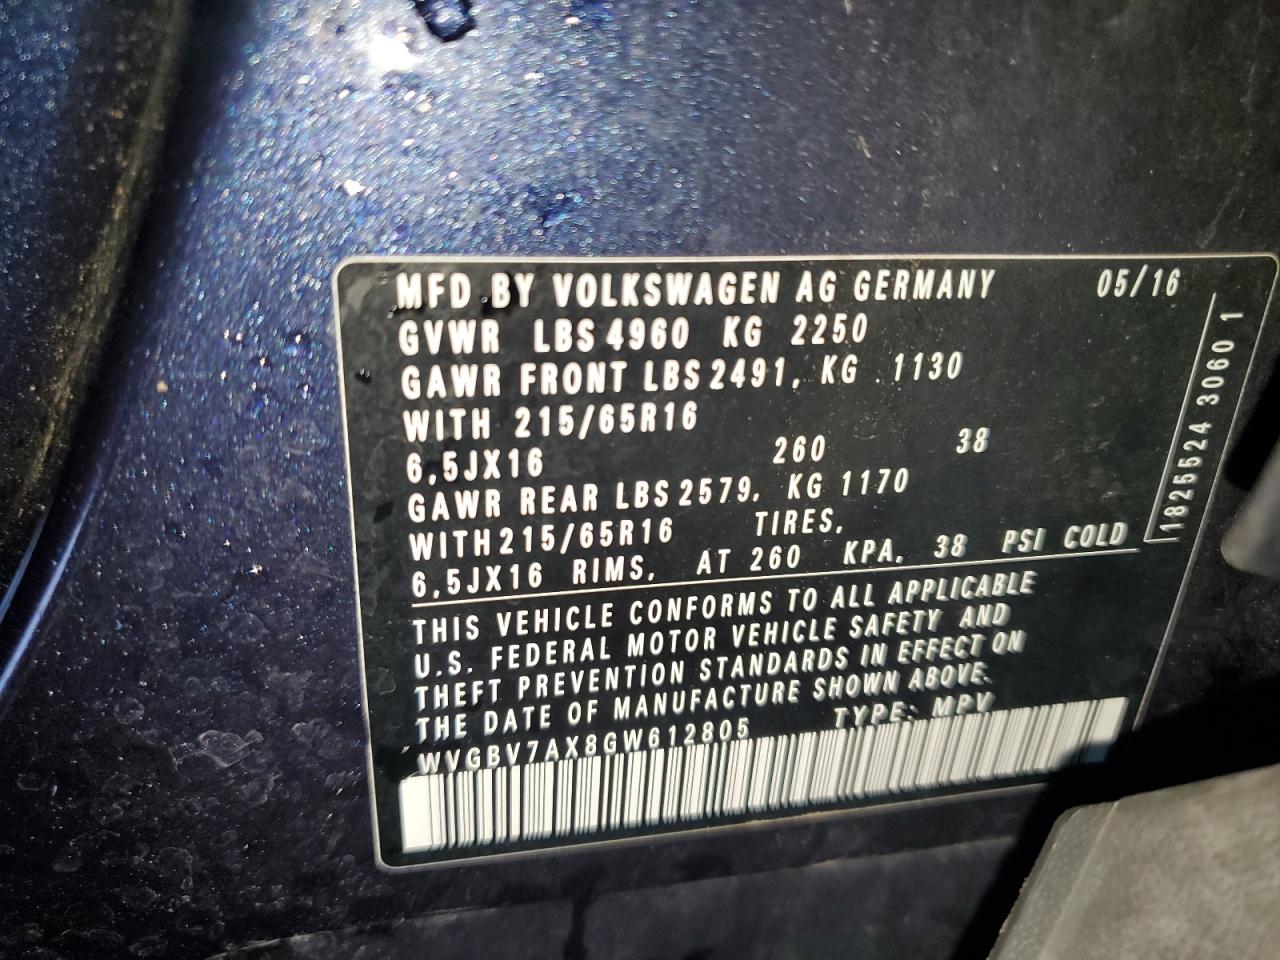 MFD BY VOLKSWAGEN AG GERMANY 05/16
GVWR LBS 4960 KG 2250
GAWR FRONT LBS 2491, KG 1130
WITH 215/65R16
6,5JX16 260 38
GAWR REAR LBS 2579, KG 1170
WITH 215/65R16 TIRES,
6,5JX16 RIMS, AT 260 KPA, 38 PSI COLD
THIS VEHICLE CONFORMS TO ALL APPLICABLE
U.S. FEDERAL MOTOR VEHICLE SAFETY AND
THEFT PREVENTION STANDARDS IN EFFECT ON
THE DATE OF MANUFACTURE SHOWN ABOVE.
WVGBV7AX8GW612805 TYPE: MPV
1825524 3060 1